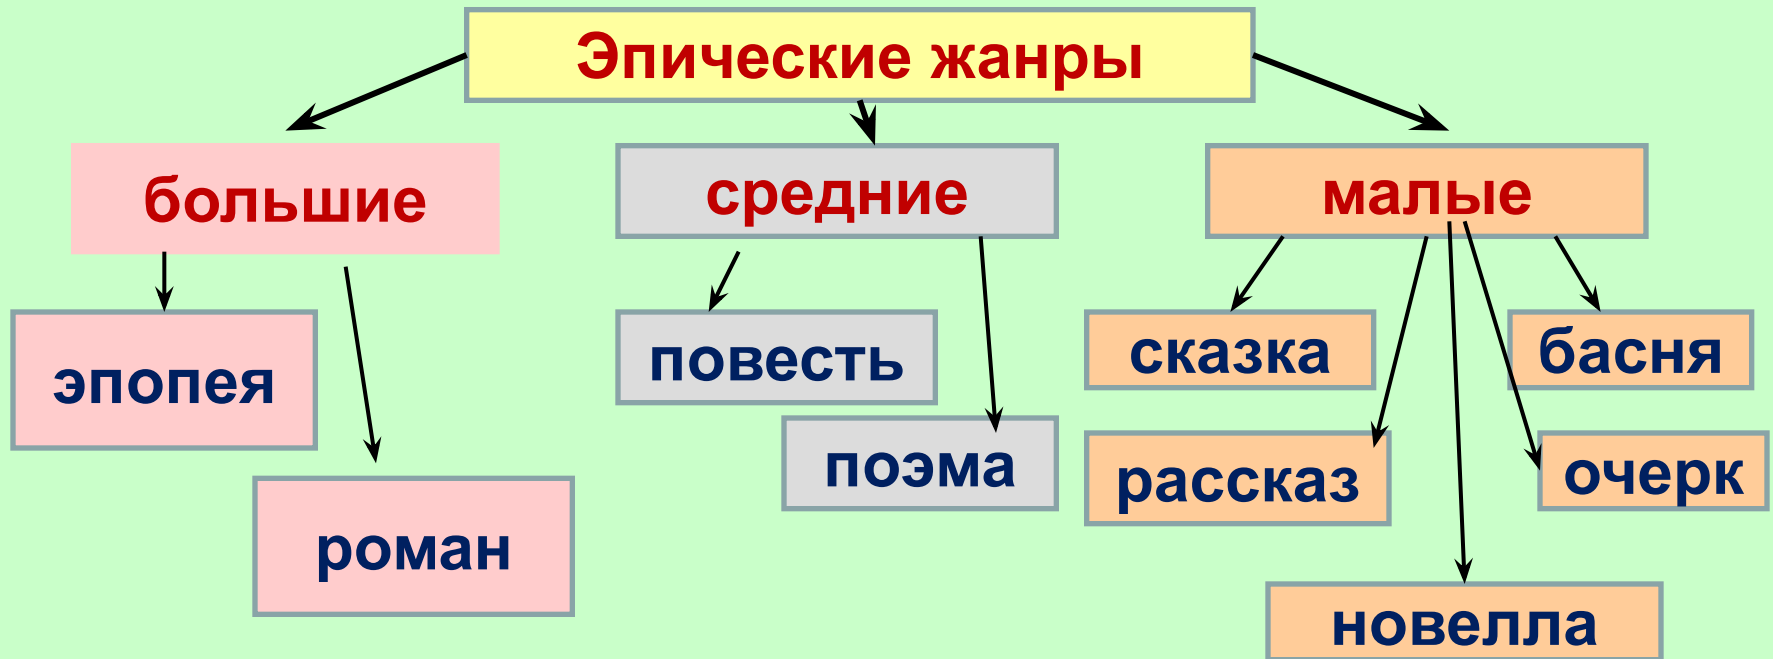 Эпические жанры
большие
средние
малые
эпопея
повесть
сказка
басня
поэма
рассказ
очерк
роман
новелла